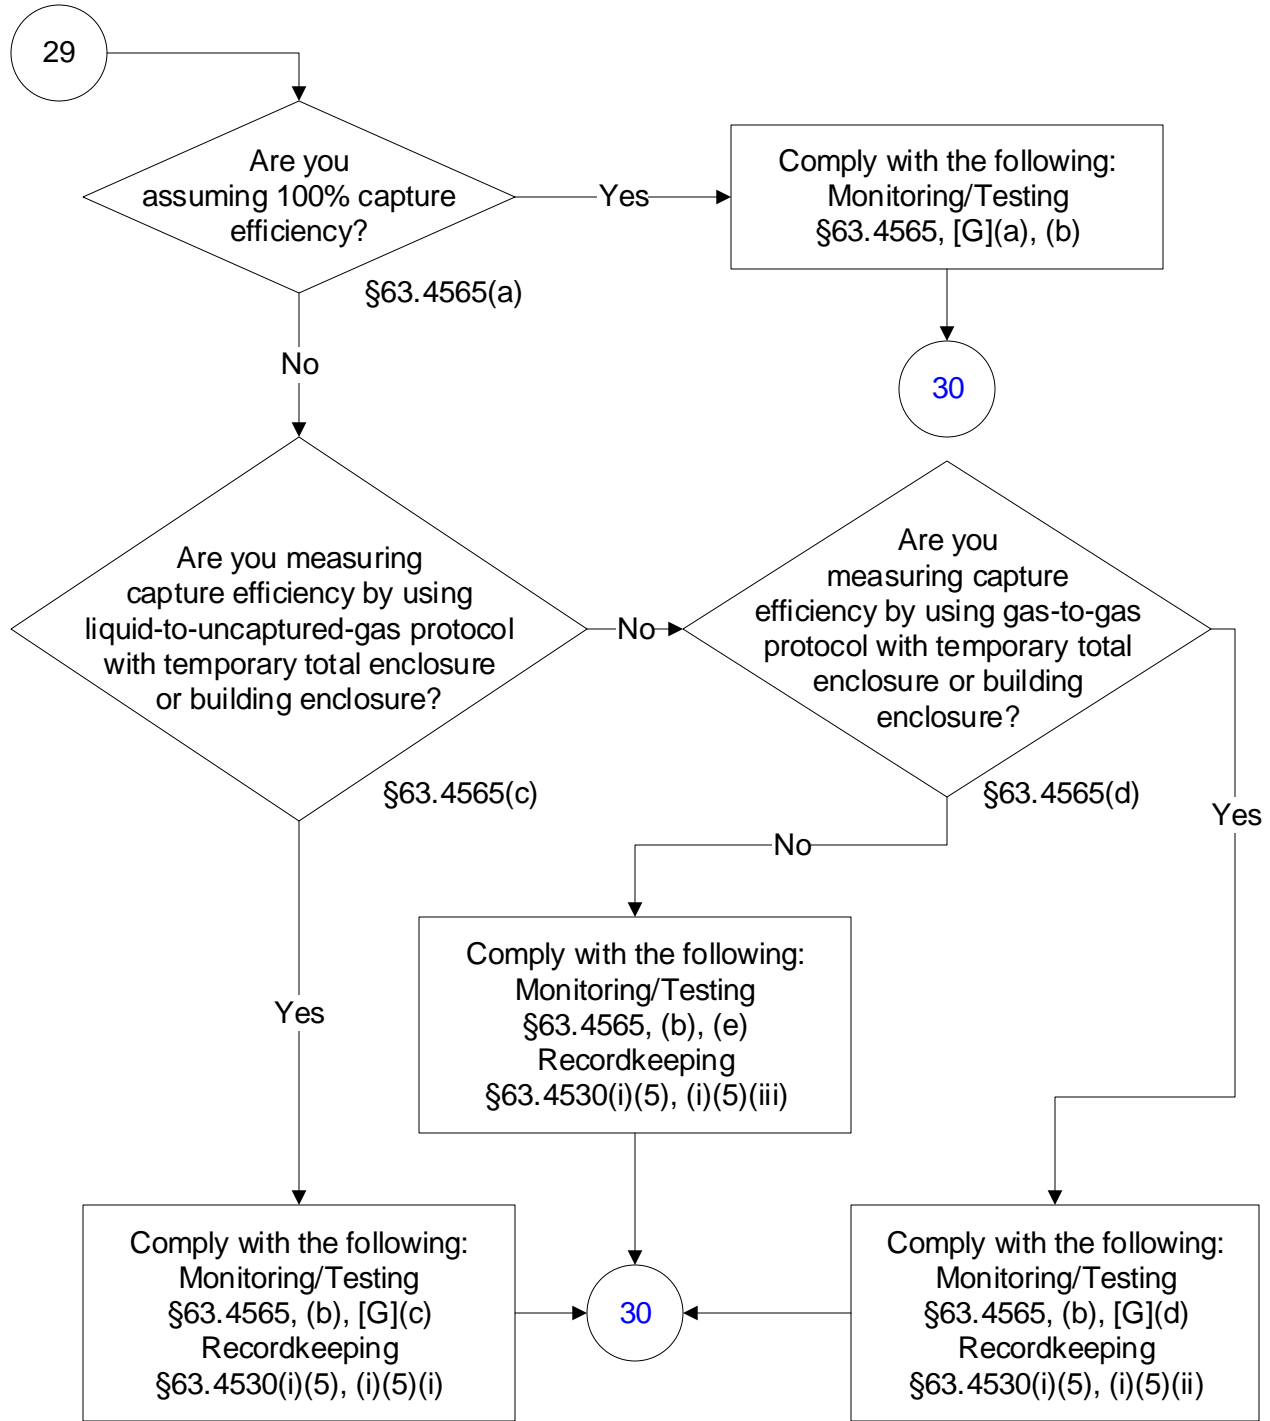 29
Are you
assuming 100% capture
efficiency?
§63.4565(a)
Yes
Comply with the following:
Monitoring/Testing
§63.4565, [G](a), (b)
30
No
Are you measuring
capture efficiency by using
liquid-to-uncaptured-gas protocol
with temporary total enclosure
or building enclosure?
§63.4565(c)
No
Are you
measuring capture
efficiency by using gas-to-gas
protocol with temporary total
enclosure or building
enclosure?
§63.4565(d)
Yes
No
Comply with the following:
Monitoring/Testing
§63.4565, (b), (e)
Recordkeeping
§63.4530(i)(5), (i)(5)(iii)
Yes
Comply with the following:
Monitoring/Testing
§63.4565, (b), [G](c)
Recordkeeping
§63.4530(i)(5), (i)(5)(i)
30
Comply with the following:
Monitoring/Testing
§63.4565, (b), [G](d)
Recordkeeping
§63.4530(i)(5), (i)(5)(ii)